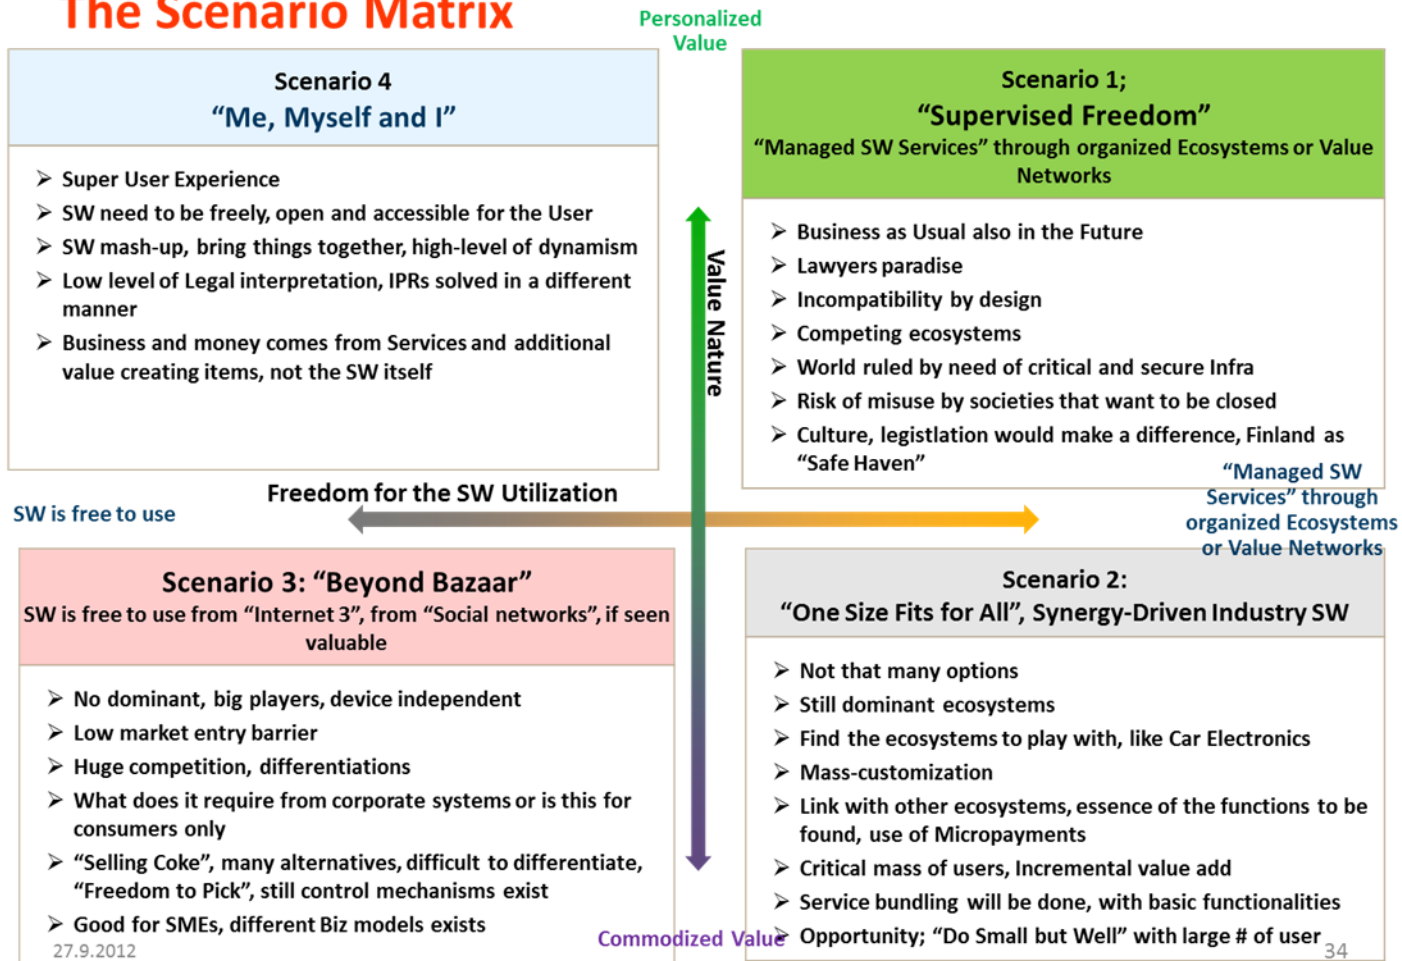 The Scenario Matrix
Personalized
Value
Scenario 4
“Me, Myself and I”
Super User Experience
SW need to be freely, open and accessible for the User
SW mash-up, bring things together, high-level of dynamism
Low level of Legal interpretation, IPRs solved in a different
manner
Business and money comes from Services and additional
value creating items, not the SW itself
Scenario 1;
“Supervised Freedom”
“Managed SW Services” through organized Ecosystems or Value
Networks
Business as Usual also in the Future
Lawyers paradise
Incompatibility by design
Competing ecosystems
World ruled by need of critical and secure Infra
Risk of misuse by societies that want to be closed
Culture, legistlation would make a difference, Finland as
“Safe Haven”
Value Nature
Freedom for the SW Utilization
SW is free to use
“Managed SW
Services” through
organized Ecosystems
or Value Networks
Scenario 3: “Beyond Bazaar”
SW is free to use from “Internet 3”, from “Social networks”, if seen
valuable
No dominant, big players, device independent
Low market entry barrier
Huge competition, differentiations
What does it require from corporate systems or is this for
consumers only
“Selling Coke”, many alternatives, difficult to differentiate,
“Freedom to Pick”, still control mechanisms exist
Good for SMEs, different Biz models exists
Scenario 2:
“One Size Fits for All”, Synergy-Driven Industry SW
Not that many options
Still dominant ecosystems
Find the ecosystems to play with, like Car Electronics
Mass-customization
Link with other ecosystems, essence of the functions to be
found, use of Micropayments
Critical mass of users, Incremental value add
Service bundling will be done, with basic functionalities
Opportunity; “Do Small but Well” with large # of user
Commodized Value
27.9.2012
34